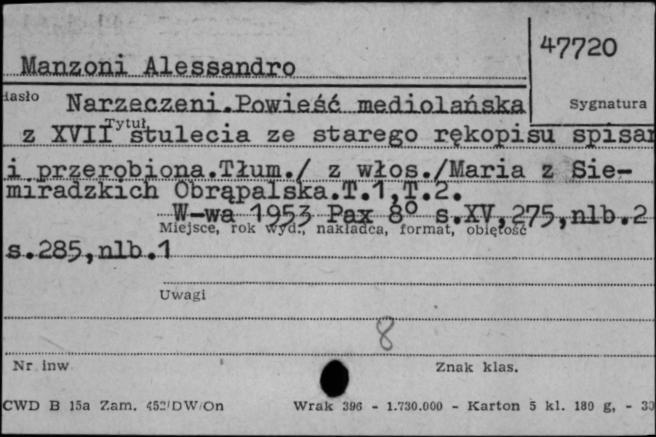 47720
Manzoni Alessandro
Hasło Narzeczeni.Powieść mediolańska Sygnatura
Tytuł
z XVII stulecia ze starego rękopisu spisan
i przerobiona.Tłum./ z włos./Maria z Sie-
miradzkich Obrąpalska.T.1,T.2.
W-wa 1953 Pax 8° s.XV,275,nlb.2
Miejsce, rok wyd., nakładca, format, objętość
s.285,nlb.1
Uwagi
8
Nr inw
Znak klas.
CWD B 15a Zam. 452/DW/On Wrak 396 - 1.730.000 - Karton 5 kl. 180 g, - 30